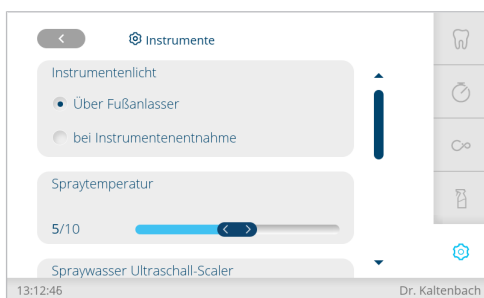 Instrumente
Instrumentenlicht
Über Fußanlasser
bei Instrumentenentnahme
Spraytemperatur
5/10
Spraywasser Ultraschall-Scaler
13:12:46
Dr. Kaltenbach